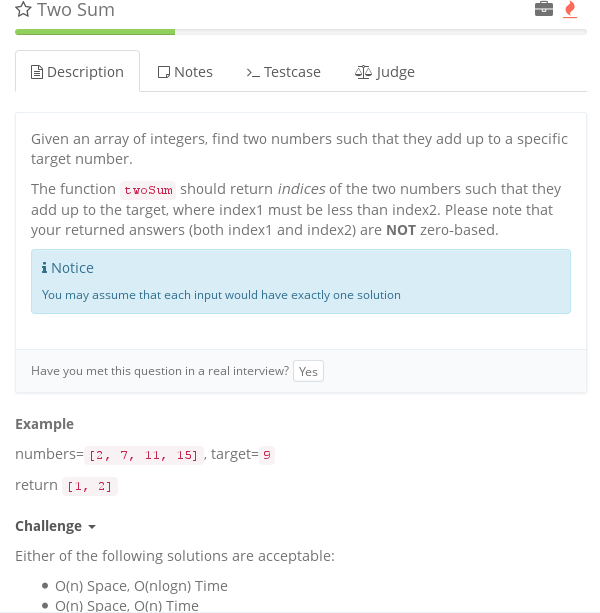 Two Sum
Description Notes >_ Testcase Judge
Given an array of integers, find two numbers such that they add up to a specific
target number.
The function twoSum should return indices of the two numbers such that they
add up to the target, where index1 must be less than index2. Please note that
your returned answers (both index1 and index2) are NOT zero-based.
Notice
You may assume that each input would have exactly one solution
Have you met this question in a real interview? Yes
Example
numbers=[2, 7, 11, 15], target=9
return [1, 2]
Challenge
Either of the following solutions are acceptable:
• O(n) Space, O(nlogn) Time
• O(n) Space, O(n) Time